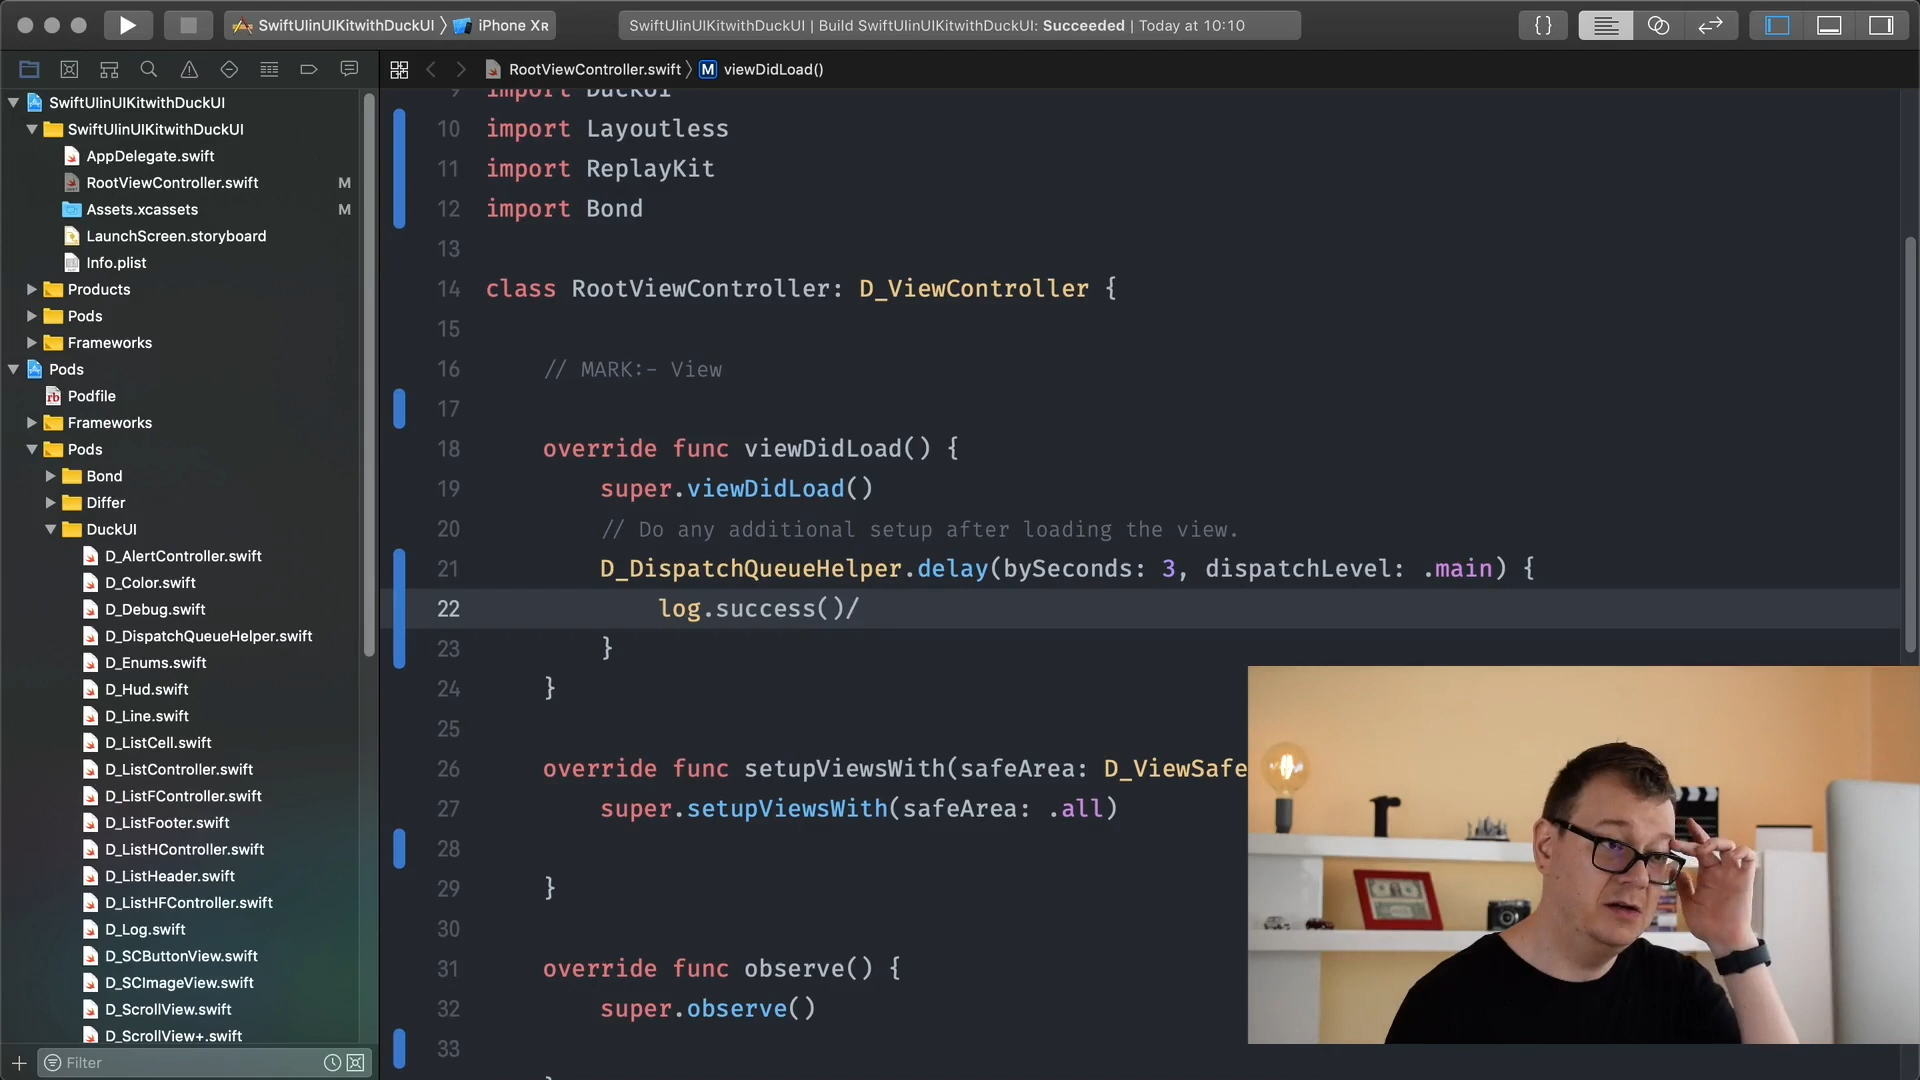 SwiftUIinUIKitwithDuckUI 〉 iPhone XR
SwiftUIinUIKitwithDuckUI | Build SwiftUIinUIKitwithDuckUI: Succeeded | Today at 10:10
{}
RootViewController.swift 〉 M viewDidLoad()
SwiftUIinUIKitwithDuckUI
SwiftUIinUIKitwithDuckUI
AppDelegate.swift
RootViewController.swift M
Assets.xcassets M
LaunchScreen.storyboard
Info.plist
Products
Pods
Frameworks
Pods
rb Podfile
Frameworks
Pods
Bond
Differ
DuckUI
D_AlertController.swift
D_Color.swift
D_Debug.swift
D_DispatchQueueHelper.swift
D_Enums.swift
D_Hud.swift
D_Line.swift
D_ListCell.swift
D_ListController.swift
D_ListFController.swift
D_ListFooter.swift
D_ListHController.swift
D_ListHeader.swift
D_ListHFController.swift
D_Log.swift
D_SCButtonView.swift
D_SCImageView.swift
D_ScrollView.swift
D_ScrollView+.swift
Filter
9 import DuckUI
10 import Layoutless
11 import ReplayKit
12 import Bond
13
14 class RootViewController: D_ViewController {
15
16 // MARK:- View
17
18 override func viewDidLoad() {
19 super.viewDidLoad()
20 // Do any additional setup after loading the view.
21 D_DispatchQueueHelper.delay(bySeconds: 3, dispatchLevel: .main) {
22 log.success()/
23 }
24 }
25
26 override func setupViewsWith(safeArea: D_ViewSafe
27 super.setupViewsWith(safeArea: .all)
28
29 }
30
31 override func observe() {
32 super.observe()
33